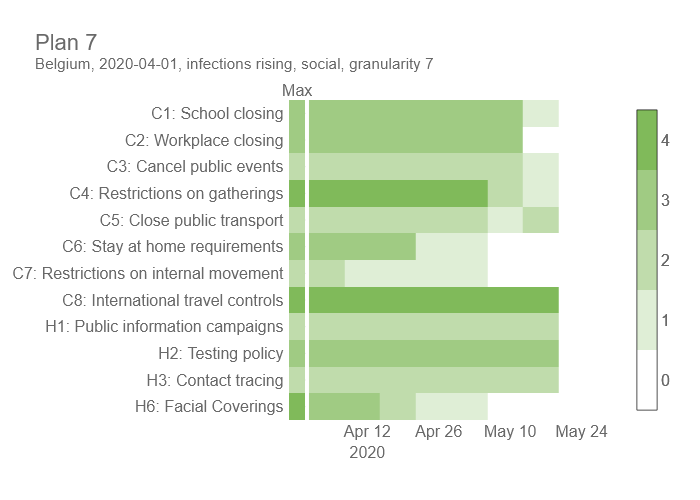 Plan 7
Belgium, 2020-04-01, infections rising, social, granularity 7
Max
C1: School closing
C2: Workplace closing
C3: Cancel public events
C4: Restrictions on gatherings
C5: Close public transport
C6: Stay at home requirements
C7: Restrictions on internal movement
C8: International travel controls
H1: Public information campaigns
H2: Testing policy
H3: Contact tracing
H6: Facial Coverings
Apr 12 Apr 26 May 10 May 24
2020
4
3
2
1
0